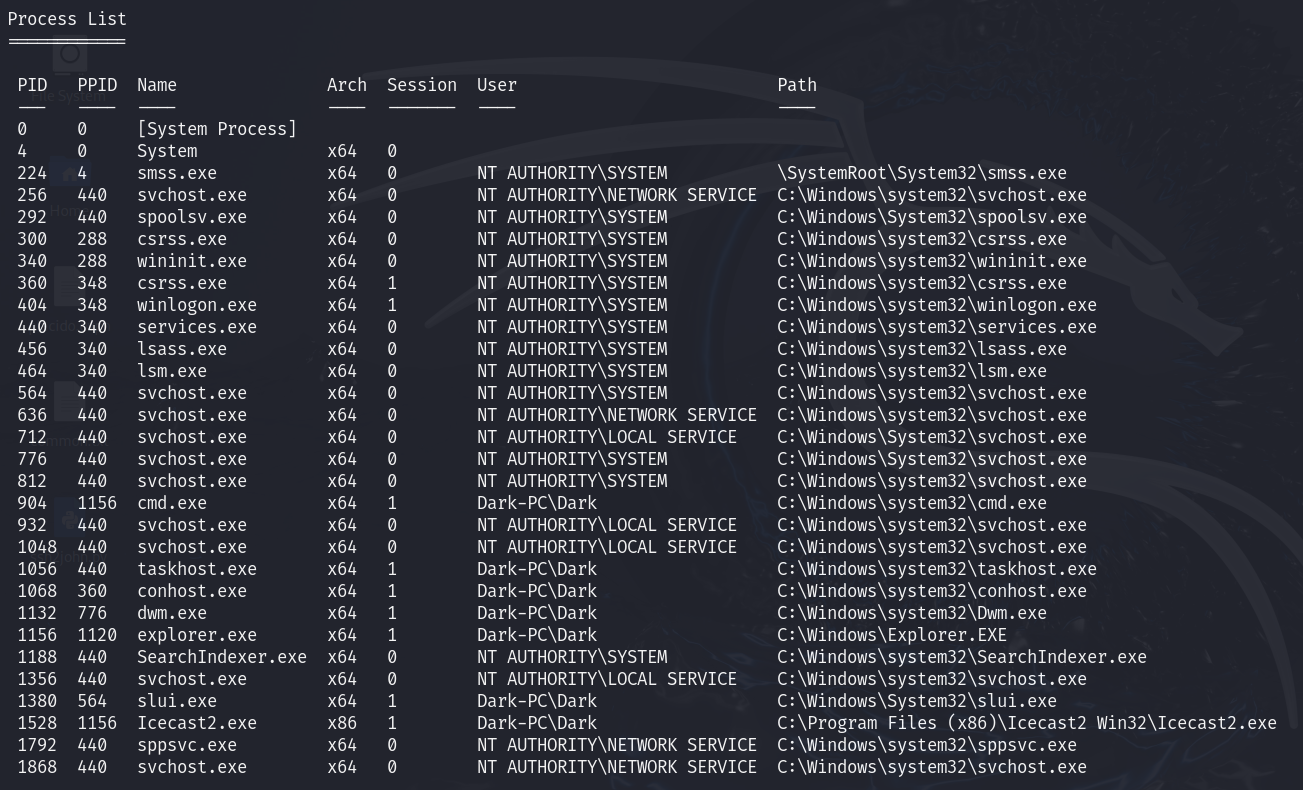 Process List
============
PID PPID Name Arch Session User Path
--- ---- ---- ---- ------- ---- ----
0 0 [System Process]
4 0 System x64 0
224 4 smss.exe x64 0 NT AUTHORITY\SYSTEM \SystemRoot\System32\smss.exe
256 440 svchost.exe x64 0 NT AUTHORITY\NETWORK SERVICE C:\Windows\system32\svchost.exe
292 440 spoolsv.exe x64 0 NT AUTHORITY\SYSTEM C:\Windows\System32\spoolsv.exe
300 288 csrss.exe x64 0 NT AUTHORITY\SYSTEM C:\Windows\system32\csrss.exe
340 288 wininit.exe x64 0 NT AUTHORITY\SYSTEM C:\Windows\system32\wininit.exe
360 348 csrss.exe x64 1 NT AUTHORITY\SYSTEM C:\Windows\system32\csrss.exe
404 348 winlogon.exe x64 1 NT AUTHORITY\SYSTEM C:\Windows\system32\winlogon.exe
440 340 services.exe x64 0 NT AUTHORITY\SYSTEM C:\Windows\system32\services.exe
456 340 lsass.exe x64 0 NT AUTHORITY\SYSTEM C:\Windows\system32\lsass.exe
464 340 lsm.exe x64 0 NT AUTHORITY\SYSTEM C:\Windows\system32\lsm.exe
564 440 svchost.exe x64 0 NT AUTHORITY\SYSTEM C:\Windows\system32\svchost.exe
636 440 svchost.exe x64 0 NT AUTHORITY\NETWORK SERVICE C:\Windows\system32\svchost.exe
712 440 svchost.exe x64 0 NT AUTHORITY\LOCAL SERVICE C:\Windows\System32\svchost.exe
776 440 svchost.exe x64 0 NT AUTHORITY\SYSTEM C:\Windows\System32\svchost.exe
812 440 svchost.exe x64 0 NT AUTHORITY\SYSTEM C:\Windows\system32\svchost.exe
904 1156 cmd.exe x64 1 Dark-PC\Dark C:\Windows\system32\cmd.exe
932 440 svchost.exe x64 0 NT AUTHORITY\LOCAL SERVICE C:\Windows\system32\svchost.exe
1048 440 svchost.exe x64 0 NT AUTHORITY\LOCAL SERVICE C:\Windows\system32\svchost.exe
1056 440 taskhost.exe x64 1 Dark-PC\Dark C:\Windows\system32\taskhost.exe
1068 360 conhost.exe x64 1 Dark-PC\Dark C:\Windows\system32\conhost.exe
1132 776 dwm.exe x64 1 Dark-PC\Dark C:\Windows\system32\Dwm.exe
1156 1120 explorer.exe x64 1 Dark-PC\Dark C:\Windows\Explorer.EXE
1188 440 SearchIndexer.exe x64 0 NT AUTHORITY\SYSTEM C:\Windows\system32\SearchIndexer.exe
1356 440 svchost.exe x64 0 NT AUTHORITY\LOCAL SERVICE C:\Windows\system32\svchost.exe
1380 564 slui.exe x64 1 Dark-PC\Dark C:\Windows\System32\slui.exe
1528 1156 Icecast2.exe x86 1 Dark-PC\Dark C:\Program Files (x86)\Icecast2 Win32\Icecast2.exe
1792 440 sppsvc.exe x64 0 NT AUTHORITY\NETWORK SERVICE C:\Windows\system32\sppsvc.exe
1868 440 svchost.exe x64 0 NT AUTHORITY\NETWORK SERVICE C:\Windows\system32\svchost.exe